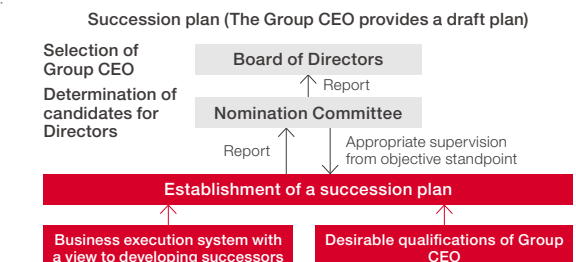 Succession plan (The Group CEO provides a draft plan)
Selection of
Group CEO
Board of Directors
Report
Determination of
candidates for
Directors
Nomination Committee
Report
Appropriate supervision
from objective standpoint
Establishment of a succession plan
Business execution system with
a view to developing successors
Desirable qualifications of Group
CEO